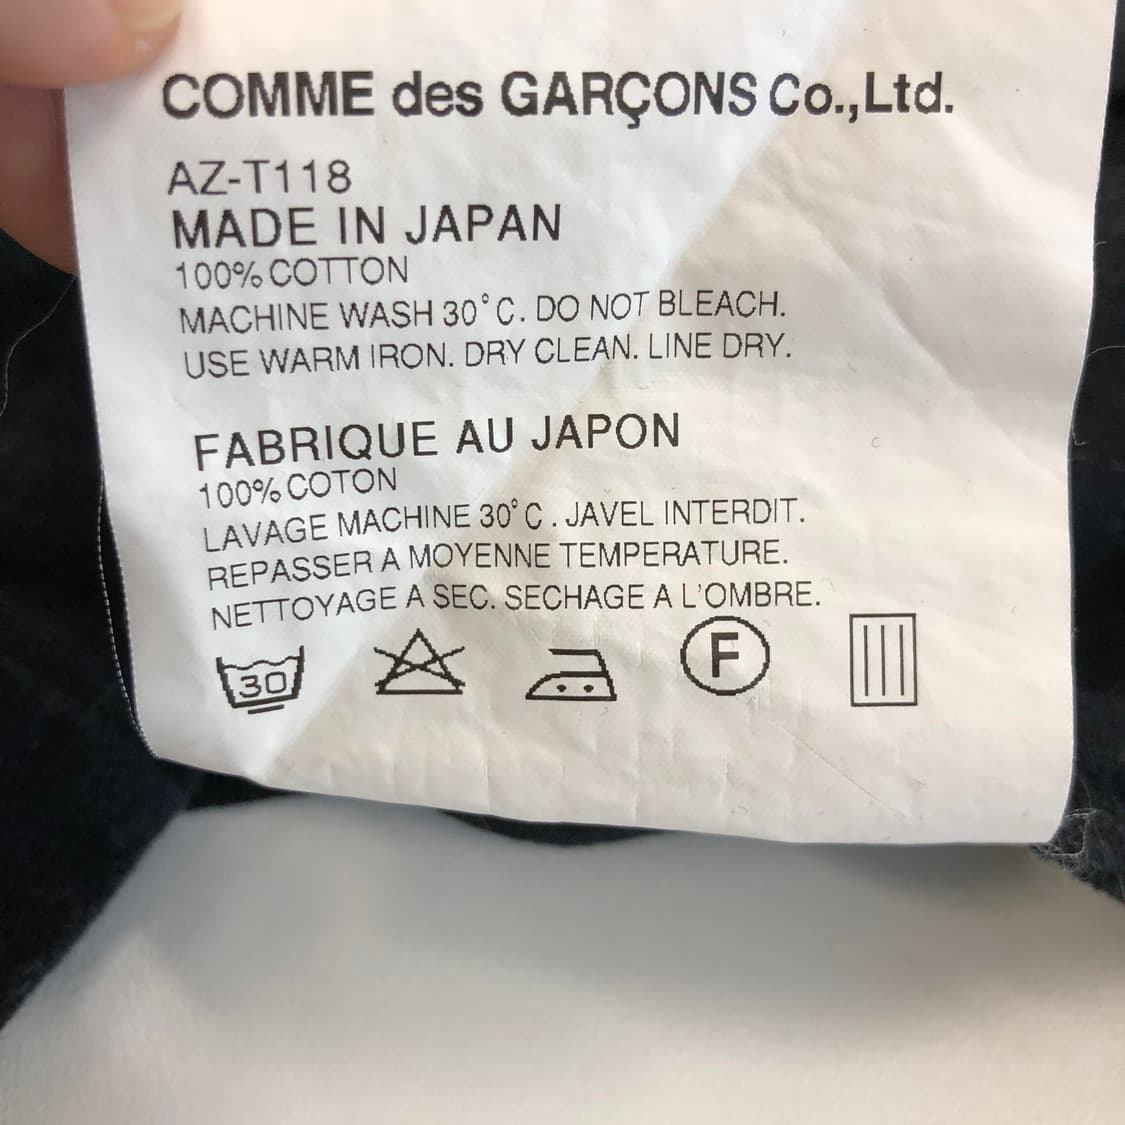 COMME des GARÇONS Co.,Ltd.
AZ-T118
MADE IN JAPAN
100% COTTON
MACHINE WASH 30°C. DO NOT BLEACH.
USE WARM IRON. DRY CLEAN. LINE DRY.
FABRIQUE AU JAPON
100% COTON
LAVAGE MACHINE 30°C. JAVEL INTERDIT.
REPASSER A MOYENNE TEMPERATURE.
NETTOYAGE A SEC. SECHAGE A L'OMBRE.
30 F